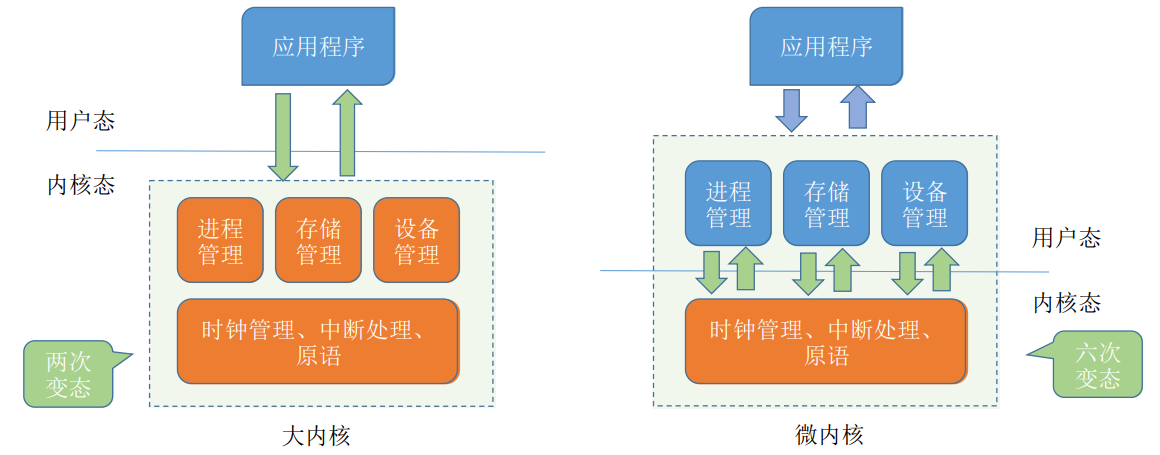 应用程序
用户态
内核态
进程
管理
存储
管理
设备
管理
时钟管理、中断处理、
原语
两次
变态
大内核
应用程序
进程
管理
存储
管理
设备
管理
用户态
内核态
时钟管理、中断处理、
原语
六次
变态
微内核